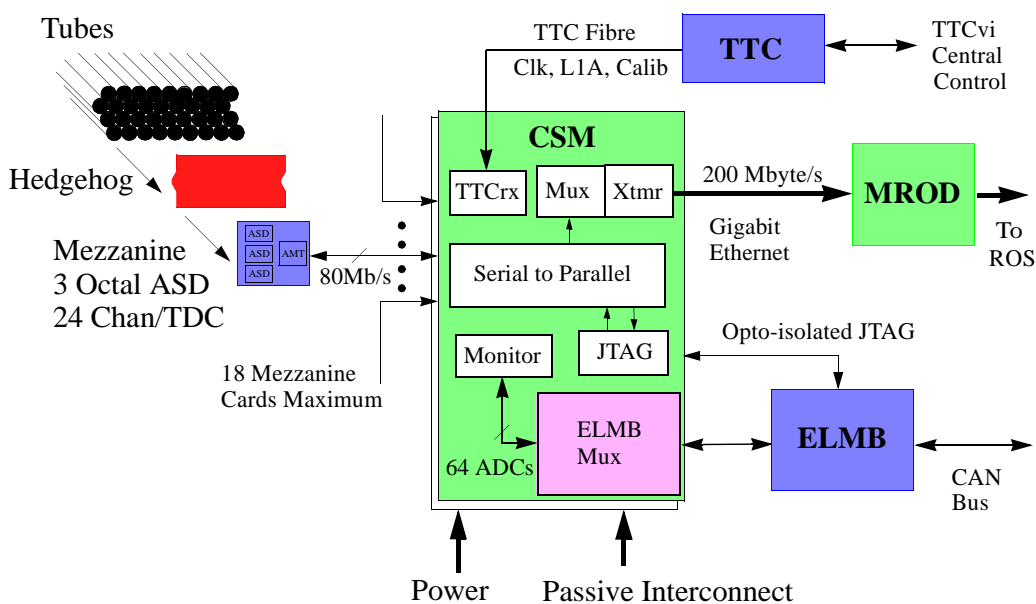 Tubes
TTC Fibre
Clk, L1A, Calib
TTC
TTCvi
Central
Control
Hedgehog
CSM
TTCrx
Mux
Xtmr
200 Mbyte/s
Gigabit
Ethernet
MROD
To
ROS
ASD
ASD
ASD
AMT
Mezzanine
3 Octal ASD
24 Chan/TDC
80Mb/s
Serial to Parallel
Monitor
JTAG
Opto-isolated JTAG
18 Mezzanine
Cards Maximum
64 ADCs
ELMB
Mux
ELMB
CAN
Bus
Power
Passive Interconnect